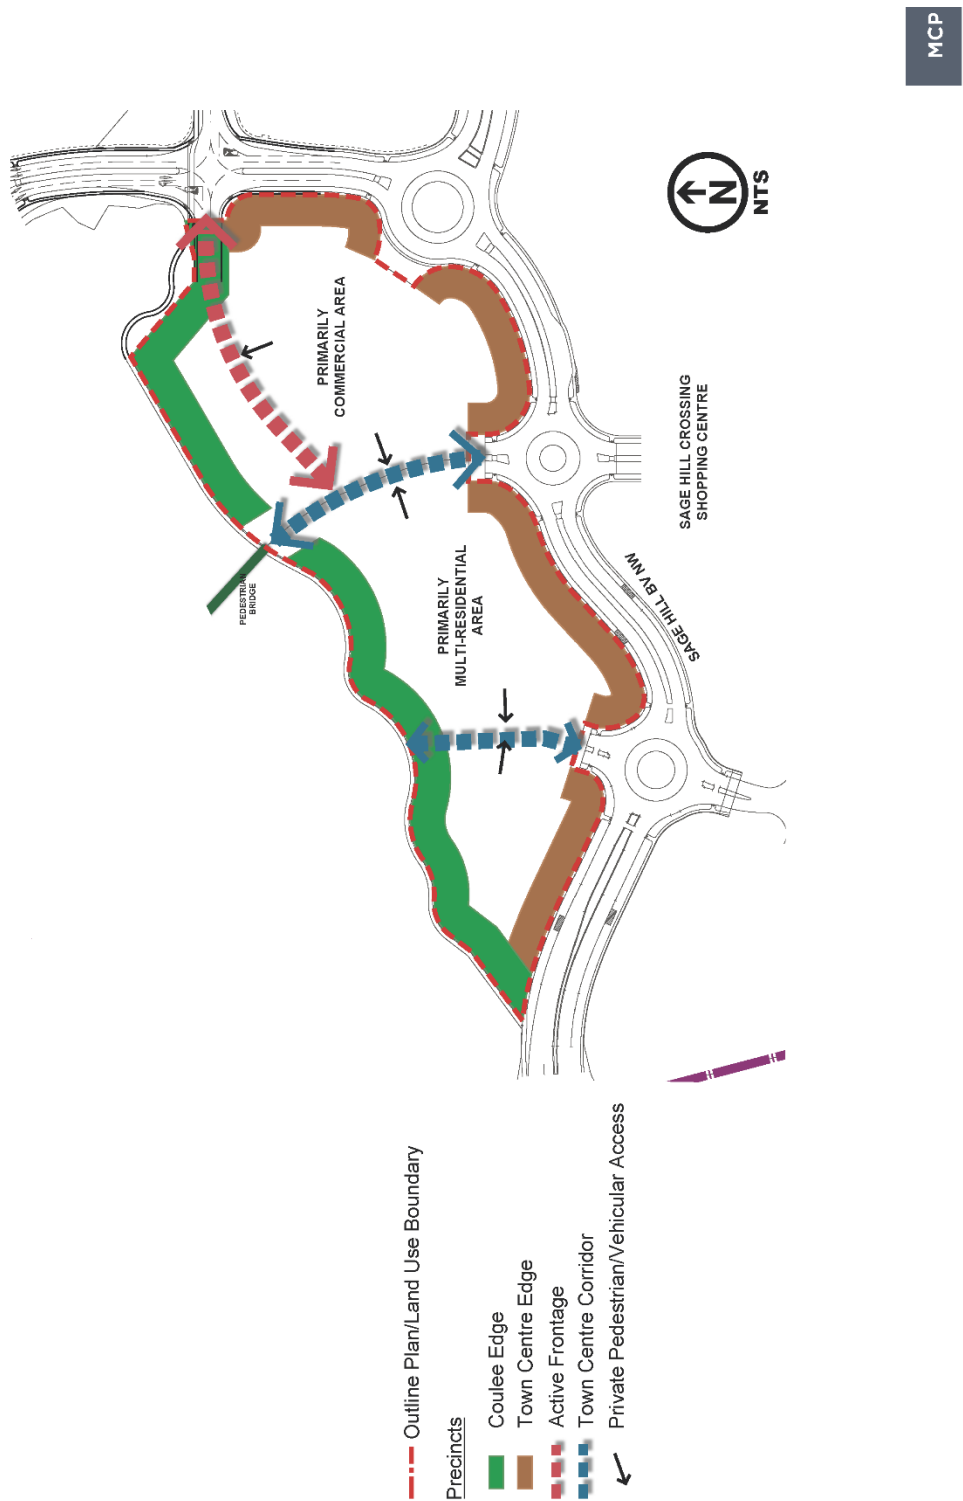 MCP
N
NTS
PRIMARILY
COMMERCIAL AREA
SAGE HILL CROSSING
SHOPPING CENTRE
PEDESTRIAN
BRIDGE
PRIMARILY
MULTI-RESIDENTIAL
AREA
SAGE HILL BV NW
Outline Plan/Land Use Boundary
Precincts
Coulee Edge
Town Centre Edge
Active Frontage
Town Centre Corridor
Private Pedestrian/Vehicular Access